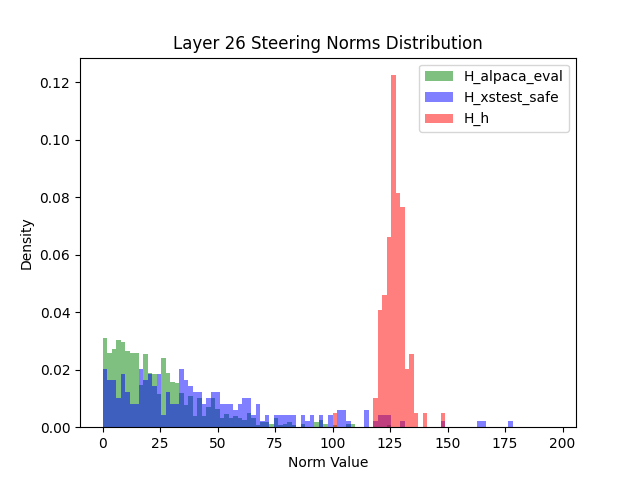 Layer 26 Steering Norms Distribution
H_alpaca_eval
H_xstest_safe
H_h
0.12
0.10
0.08
0.06
0.04
0.02
0.00
Density
0 25 50 75 100 125 150 175 200
Norm Value